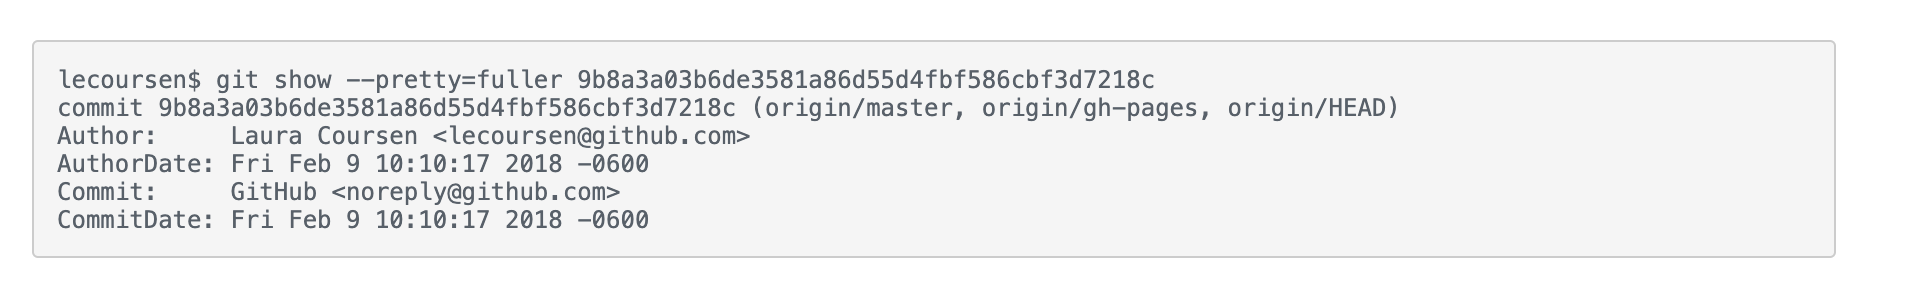 lecoursen$ git show --pretty=fuller 9b8a3a03b6de3581a86d55d4fbf586cbf3d7218c
commit 9b8a3a03b6de3581a86d55d4fbf586cbf3d7218c (origin/master, origin/gh-pages, origin/HEAD)
Author:     Laura Coursen <lecoursen@github.com>
AuthorDate: Fri Feb 9 10:10:17 2018 -0600
Commit:     GitHub <noreply@github.com>
CommitDate: Fri Feb 9 10:10:17 2018 -0600